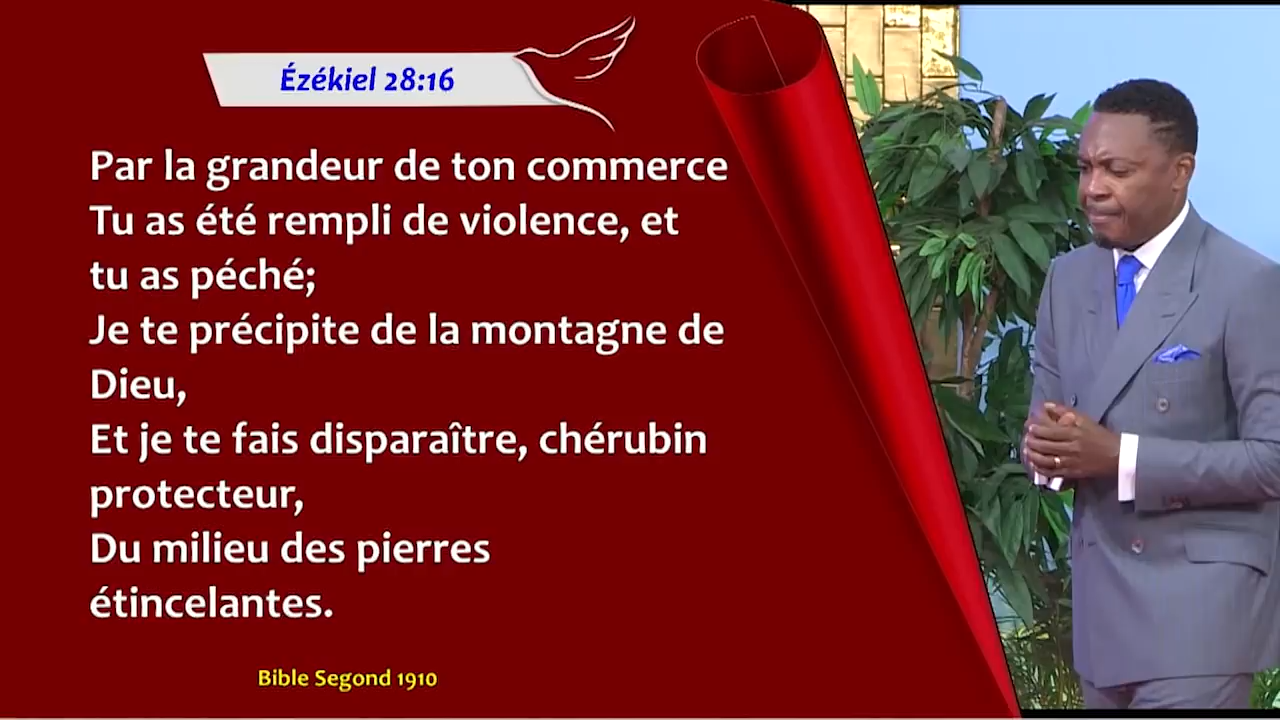 Ézékiel 28:16
Par la grandeur de ton commerce
Tu as été rempli de violence, et
tu as péché;
Je te précipite de la montagne de
Dieu,
Et je te fais disparaître, chérubin
protecteur,
Du milieu des pierres
étincelantes.
Bible Segond 1910